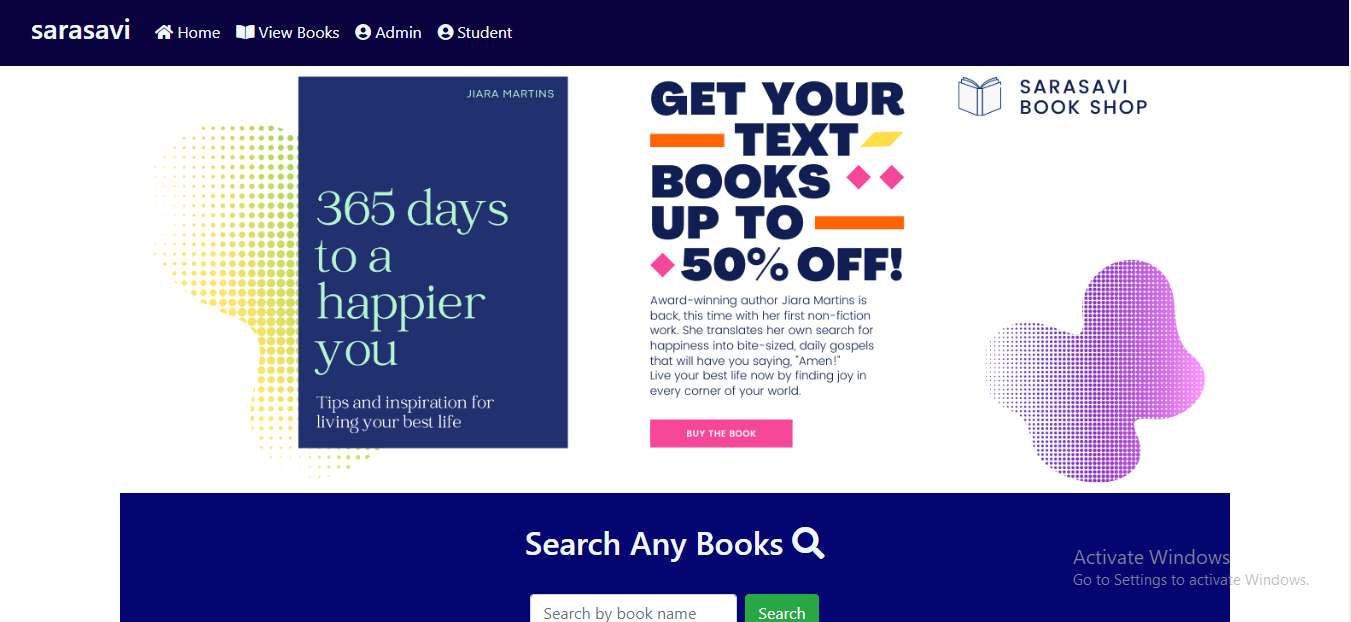 sarasavi
Home
View Books
Admin
Student
JIARA MARTINS
365 days
to a
happier
you
Tips and inspiration for
living your best life
GET YOUR
TEXT
BOOKS
UP TO
50% OFF!
Award-winning author Jiara Martins is
back, this time with her first non-fiction
work. She translates her own search for
happiness into bite-sized, daily gospels
that will have you saying, "Amen!"
Live your best life now by finding joy in
every corner of your world.
BUY THE BOOK
SARASAVI
BOOK SHOP
Search Any Books
Search by book name
Search
Activate Windows
Go to Settings to activate Windows.